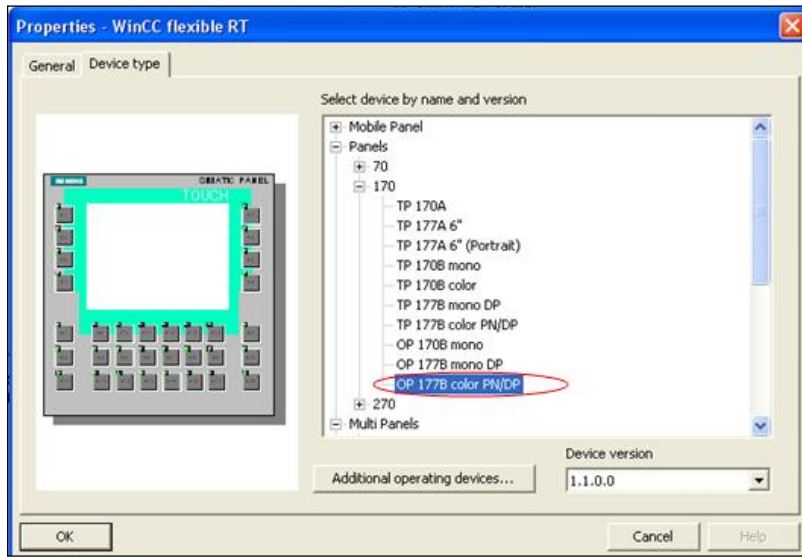 Properties - WinCC flexible RT
General Device type
Select device by name and version
Mobile Panel
Panels
70
170
TP 170A
TP 177A 6"
TP 177A 6" (Portrait)
TP 170B mono
TP 170B color
TP 177B mono DP
TP 177B color PN/DP
OP 170B mono
OP 177B mono DP
OP 177B color PN/DP
270
Multi Panels
SIMATIC PANEL
TOUCH
Device version
Additional operating devices...
1.1.0.0
OK
Cancel
Help